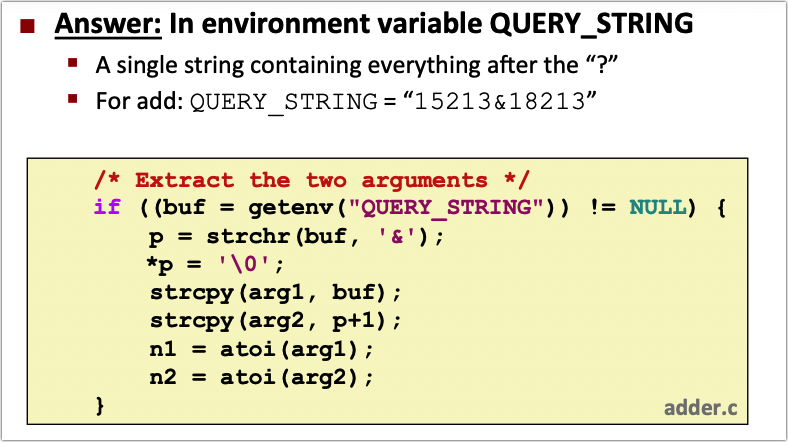 Answer: In environment variable QUERY_STRING
A single string containing everything after the “?”
For add: QUERY_STRING = “15213&18213”
/* Extract the two arguments */
if ((buf = getenv("QUERY_STRING")) != NULL) {
p = strchr(buf, '&');
*p = '\0';
strcpy(arg1, buf);
strcpy(arg2, p+1);
n1 = atoi(arg1);
n2 = atoi(arg2);
}
adder.c